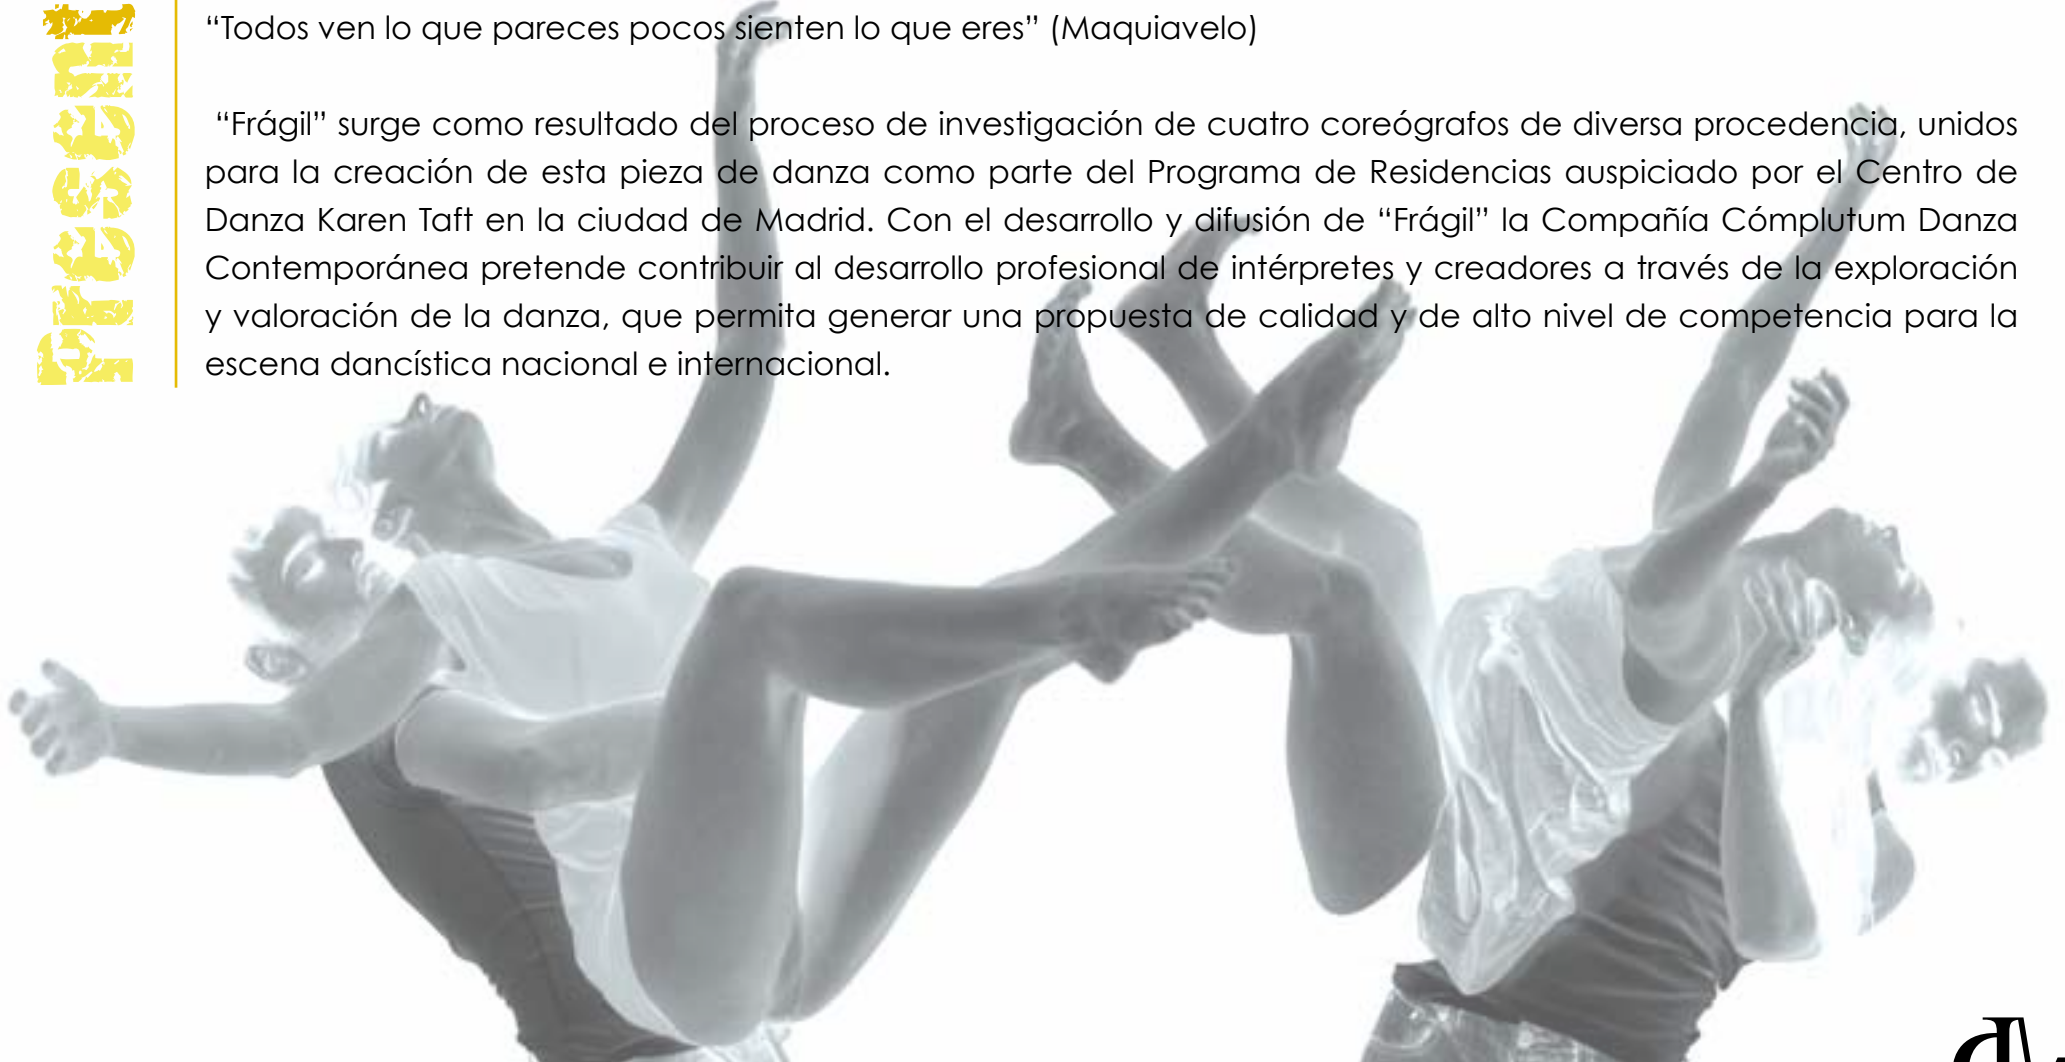 Present
“Todos ven lo que pareces pocos sienten lo que eres” (Maquiavelo)
“Frágil” surge como resultado del proceso de investigación de cuatro coreógrafos de diversa procedencia, unidos
para la creación de esta pieza de danza como parte del Programa de Residencias auspiciado por el Centro de
Danza Karen Taft en la ciudad de Madrid. Con el desarrollo y difusión de “Frágil” la Compañía Cómplutum Danza
Contemporánea pretende contribuir al desarrollo profesional de intérpretes y creadores a través de la exploración
y valoración de la danza, que permita generar una propuesta de calidad y de alto nivel de competencia para la
escena dancística nacional e internacional.